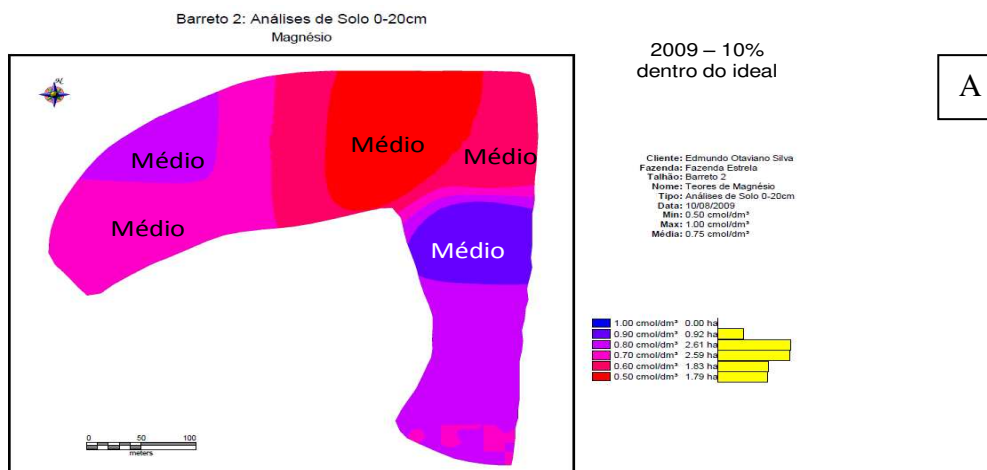 Barreto 2: Análises de Solo 0-20cm
Magnésio
2009 – 10%
dentro do ideal
A
N
Médio
Médio
Médio
Médio
Médio
Cliente: Edmundo Otaviano Silva
Fazenda: Fazenda Estrela
Talhão: Barreto 2
Nome: Teores de Magnésio
Tipo: Análises de Solo 0-20cm
Data: 10/08/2009
Min: 0.50 cmol/dm³
Max: 1.00 cmol/dm³
Média: 0.75 cmol/dm³
1.00 cmol/dm³ 0.00 ha
0.90 cmol/dm³ 0.92 ha
0.80 cmol/dm³ 2.61 ha
0.70 cmol/dm³ 2.59 ha
0.60 cmol/dm³ 1.83 ha
0.50 cmol/dm³ 1.79 ha
0 50 100
meters